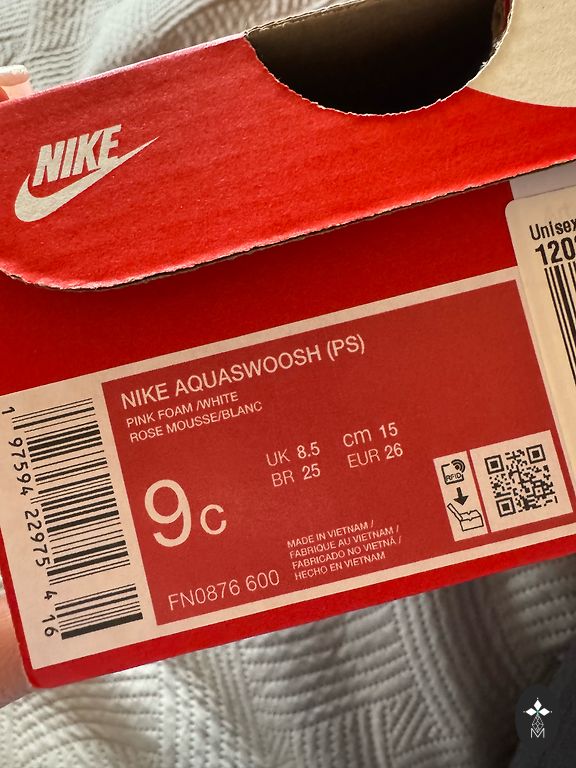 NIKE
Unisex
120
NIKE AQUASWOOSH (PS)
PINK FOAM /WHITE
ROSE MOUSSE/BLANC
UK 8.5 cm 15
BR 25 EUR 26
9c
RFID
MADE IN VIETNAM /
FABRIQUE AU VIETNAM /
FABRICADO NO VIETNÃ /
HECHO EN VIETNAM
FN0876 600
1 97594 22975 4 16
M